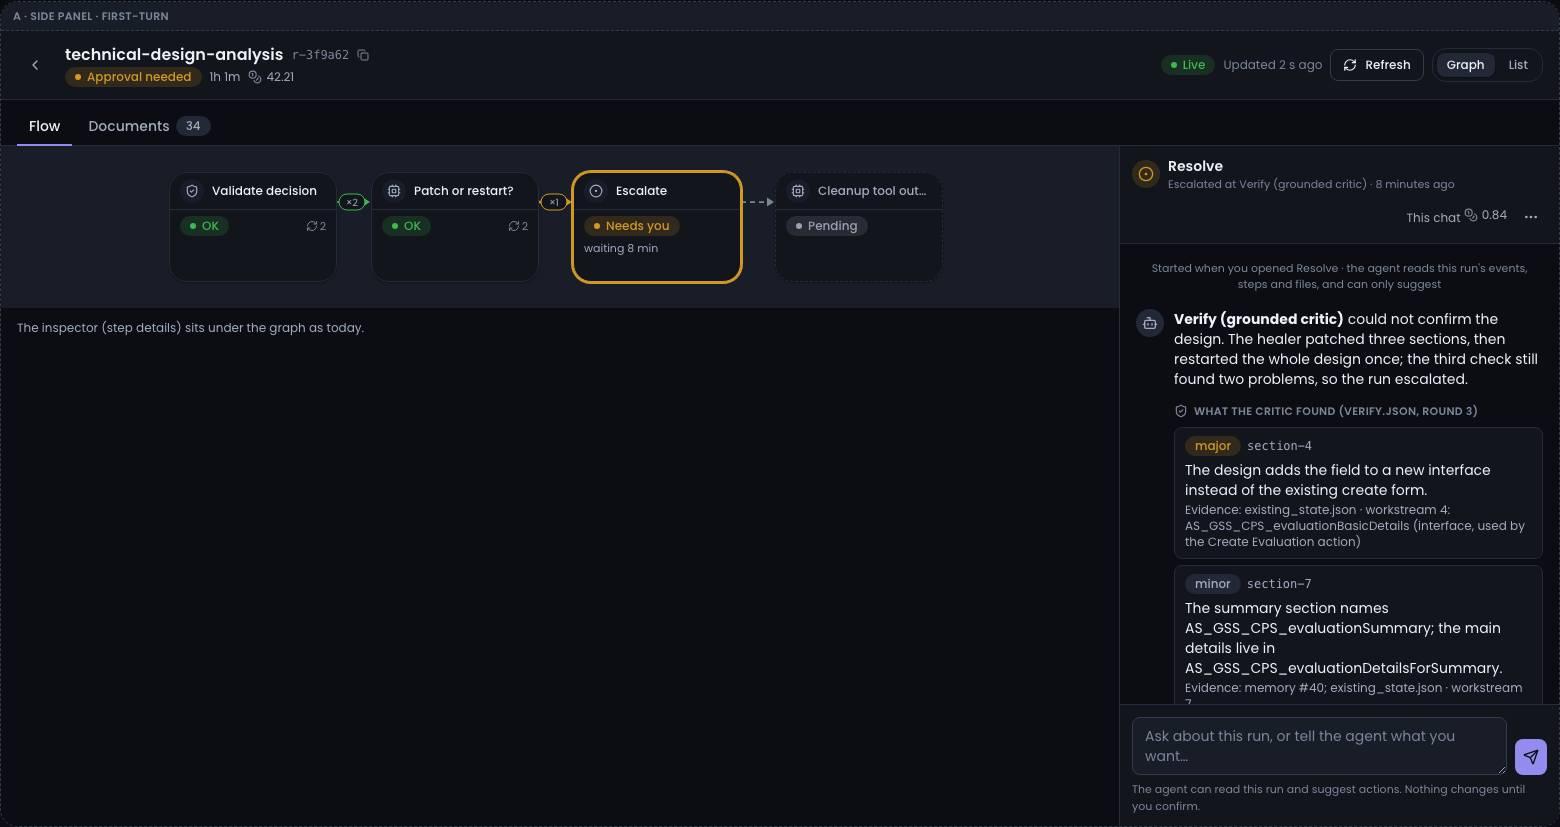 A · SIDE PANEL · FIRST-TURN
technical-design-analysis r-3f9a62
Approval needed 1h 1m 42.21
Live Updated 2 s ago Refresh Graph List
Flow Documents 34
Validate decision
OK 2
×2
Patch or restart?
OK 2
×1
Escalate
Needs you
waiting 8 min
Cleanup tool out…
Pending
The inspector (step details) sits under the graph as today.
Resolve
Escalated at Verify (grounded critic) · 8 minutes ago
This chat 0.84
Started when you opened Resolve · the agent reads this run's events,
steps and files, and can only suggest
Verify (grounded critic) could not confirm the
design. The healer patched three sections, then
restarted the whole design once; the third check still
found two problems, so the run escalated.
WHAT THE CRITIC FOUND (VERIFY.JSON, ROUND 3)
major section-4
The design adds the field to a new interface
instead of the existing create form.
Evidence: existing_state.json · workstream 4:
AS_GSS_CPS_evaluationBasicDetails (interface, used by
the Create Evaluation action)
minor section-7
The summary section names
AS_GSS_CPS_evaluationSummary; the main
details live in
AS_GSS_CPS_evaluationDetailsForSummary.
Evidence: memory #40; existing_state.json · workstream
7
Ask about this run, or tell the agent what you
want…
The agent can read this run and suggest actions. Nothing changes until
you confirm.